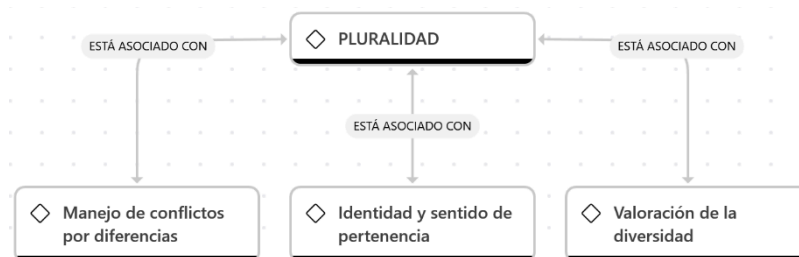 PLURALIDAD
ESTÁ ASOCIADO CON
ESTÁ ASOCIADO CON
ESTÁ ASOCIADO CON
Manejo de conflictos
por diferencias
Identidad y sentido de
pertenencia
Valoración de la
diversidad